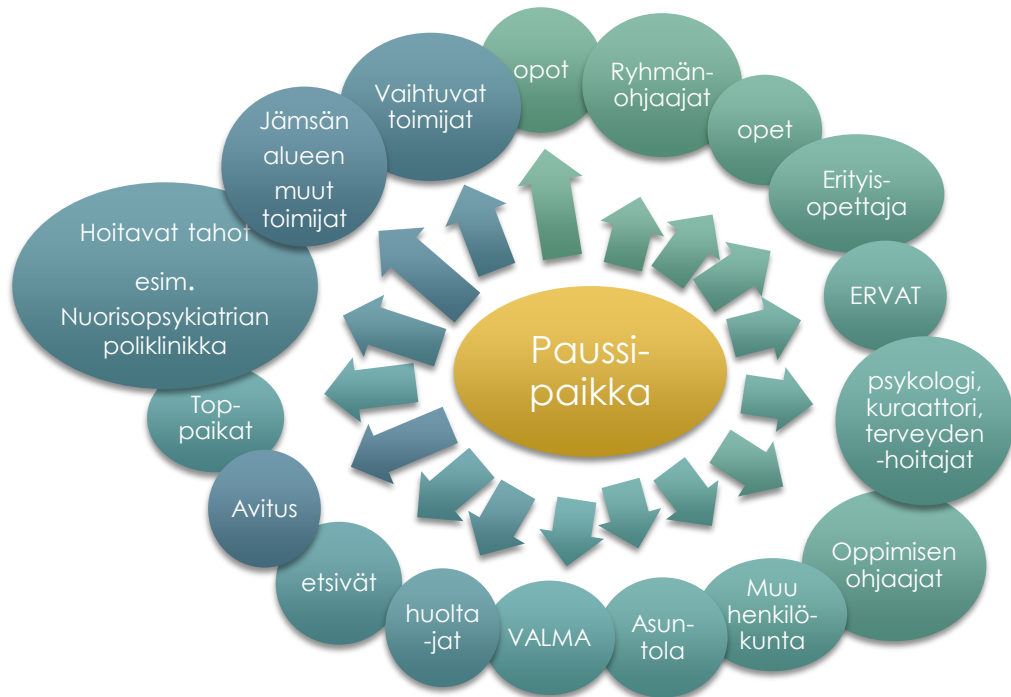 Paussi-
paikka
opot
Ryhmän-
ohjaajat
opet
Erityis-
opettaja
ERVAT
psykologi,
kuraattori,
terveyden
-hoitajat
Oppimisen
ohjaajat
Muu
henkilö-
kunta
Asun-
tola
VALMA
huolta
-jat
etsivät
Avitus
Top-
paikat
Hoitavat tahot
esim.
Nuorisopsykiatrian
poliklinikka
Jämsän
alueen
muut
toimijat
Vaihtuvat
toimijat